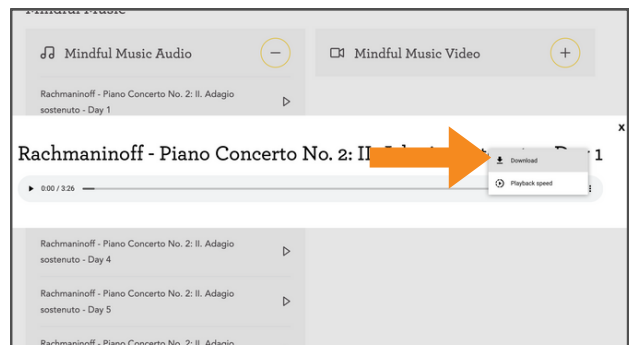 Mindful Music
Mindful Music Audio
Mindful Music Video
Rachmaninoff - Piano Concerto No. 2: II. Adagio
sostenuto - Day 1
x
Rachmaninoff - Piano Concerto No. 2: II. 1
Download
Playback speed
0:00 / 3:26
Rachmaninoff - Piano Concerto No. 2: II. Adagio
sostenuto - Day 4
Rachmaninoff - Piano Concerto No. 2: II. Adagio
sostenuto - Day 5
Rachmaninoff - Piano Concerto No. 2: II. Adagio